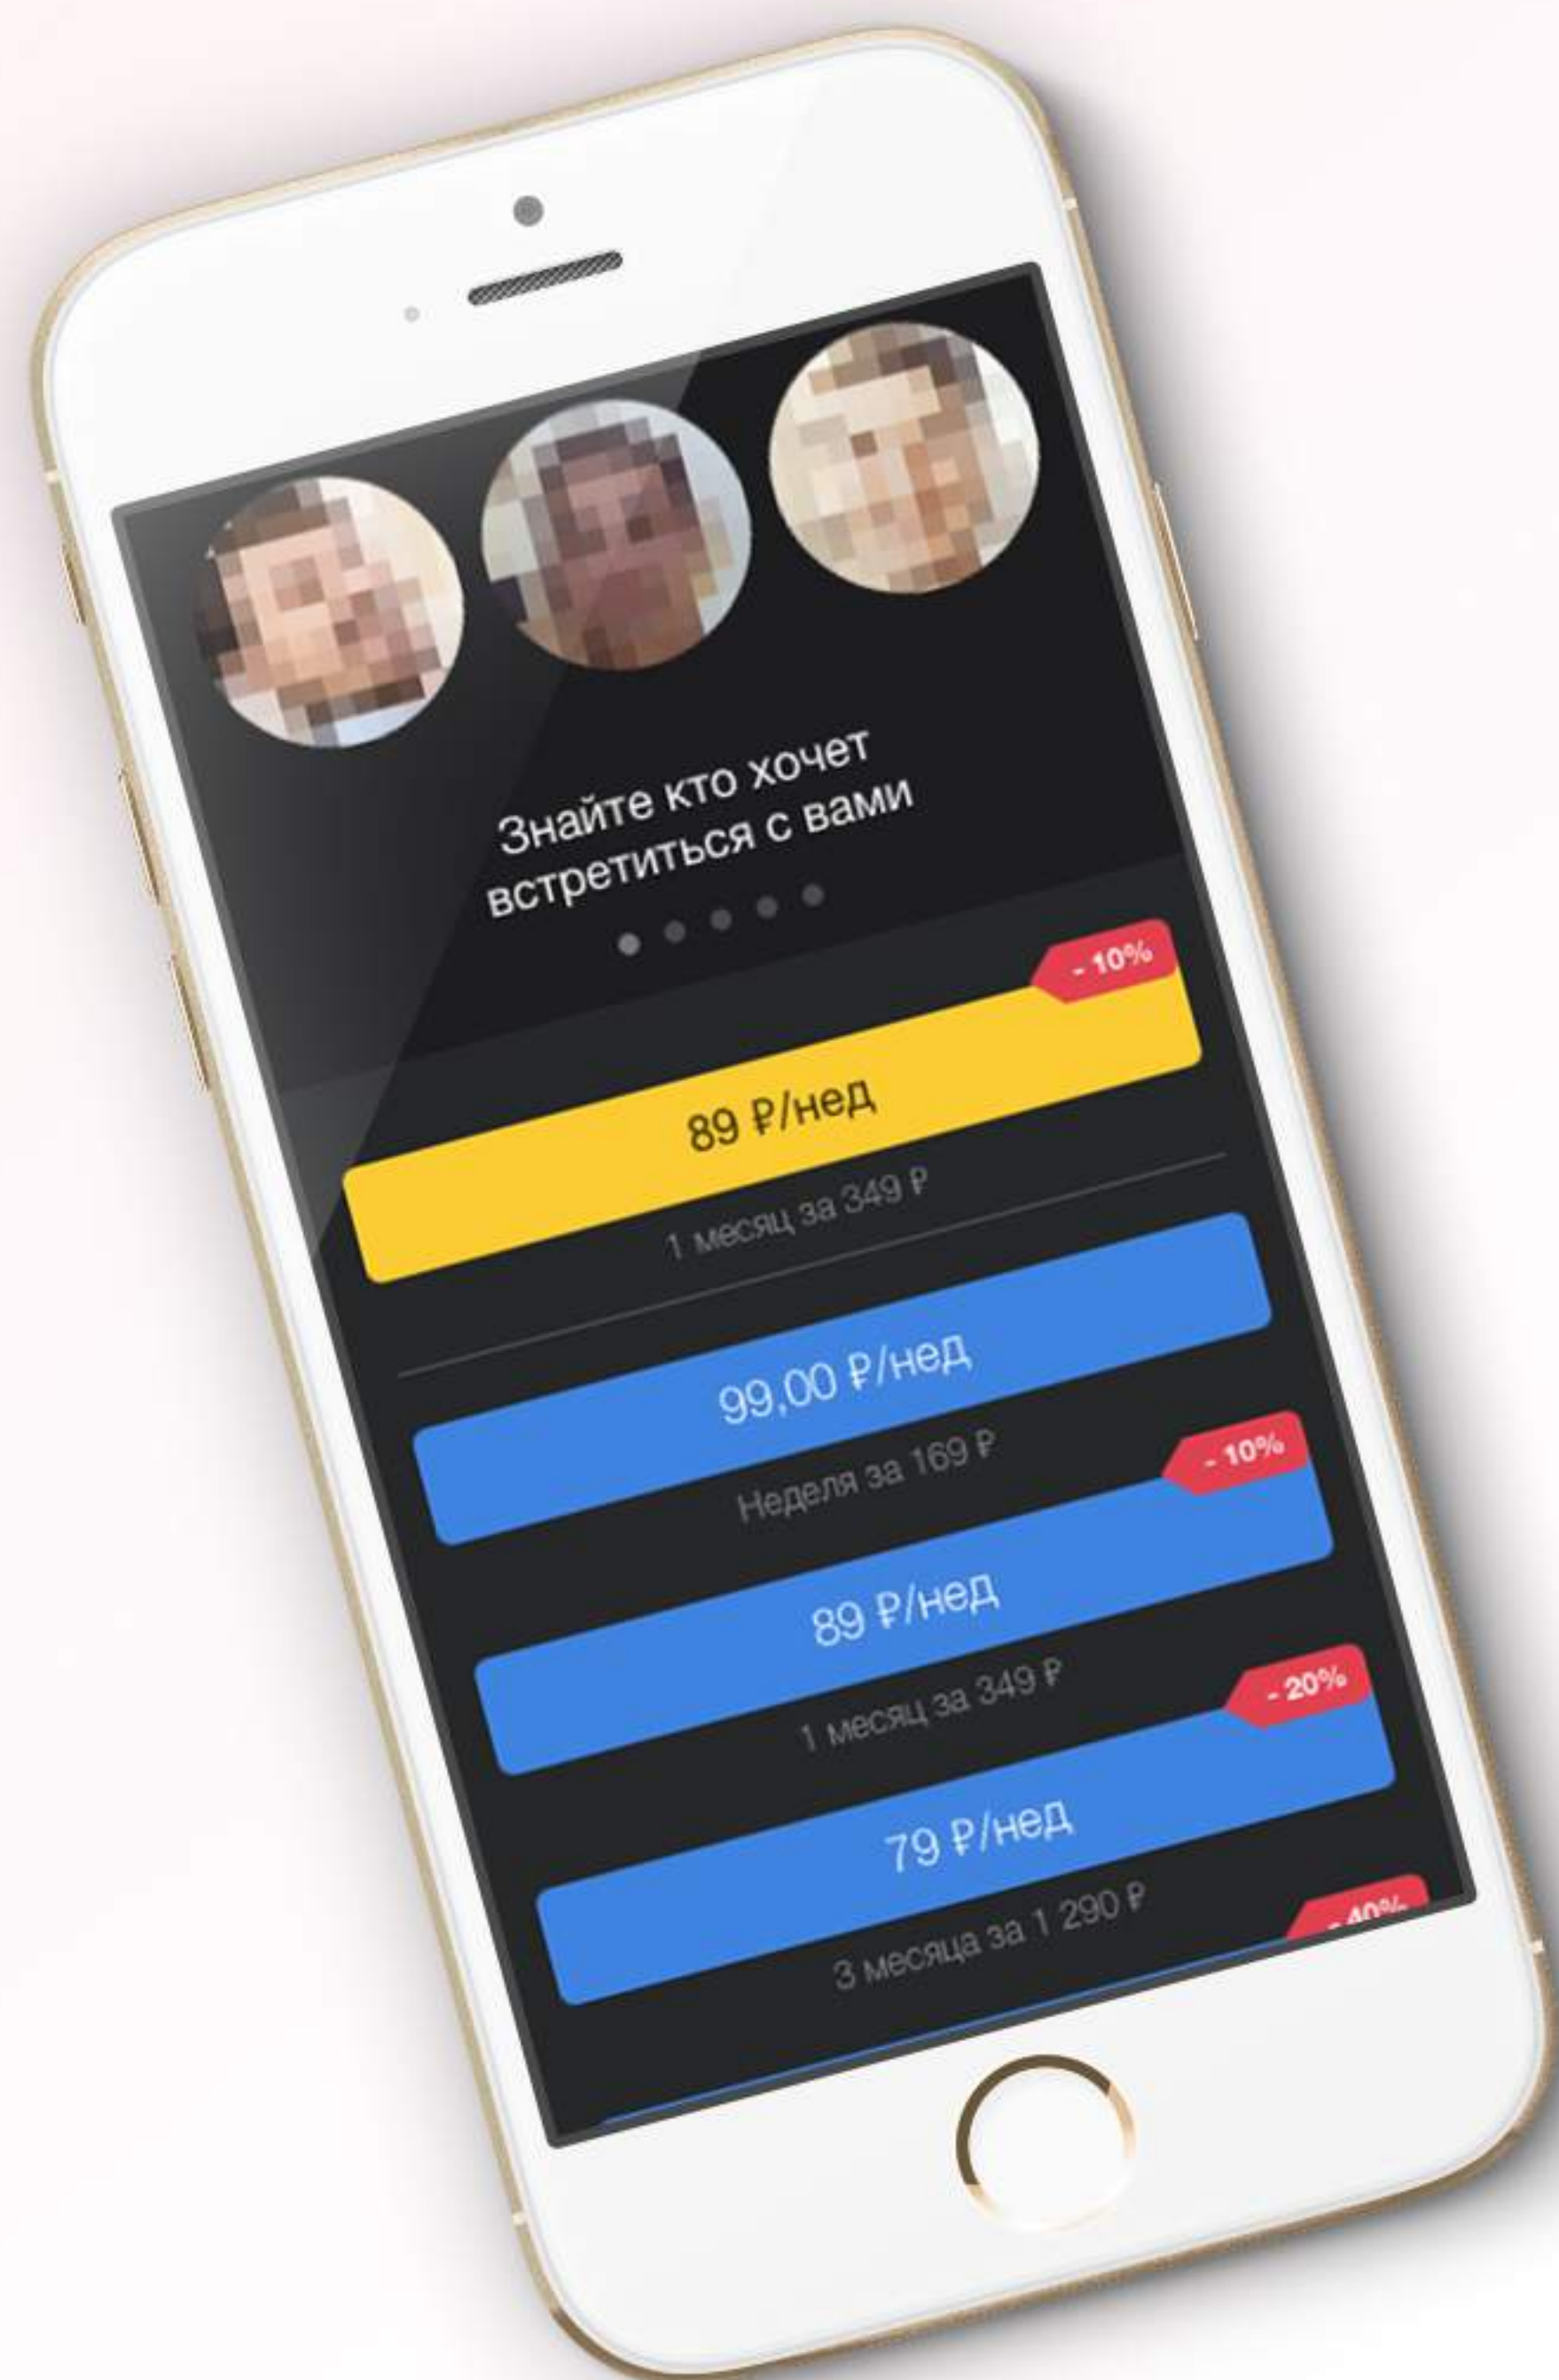 Знайте кто хочет
встретиться с вами
- 10%
89 ₽/нед
1 месяц за 349 ₽
99,00 ₽/нед
Неделя за 169 ₽
- 10%
89 ₽/нед
1 месяц за 349 ₽
- 20%
79 ₽/нед
3 месяца за 1 290 ₽
- 40%